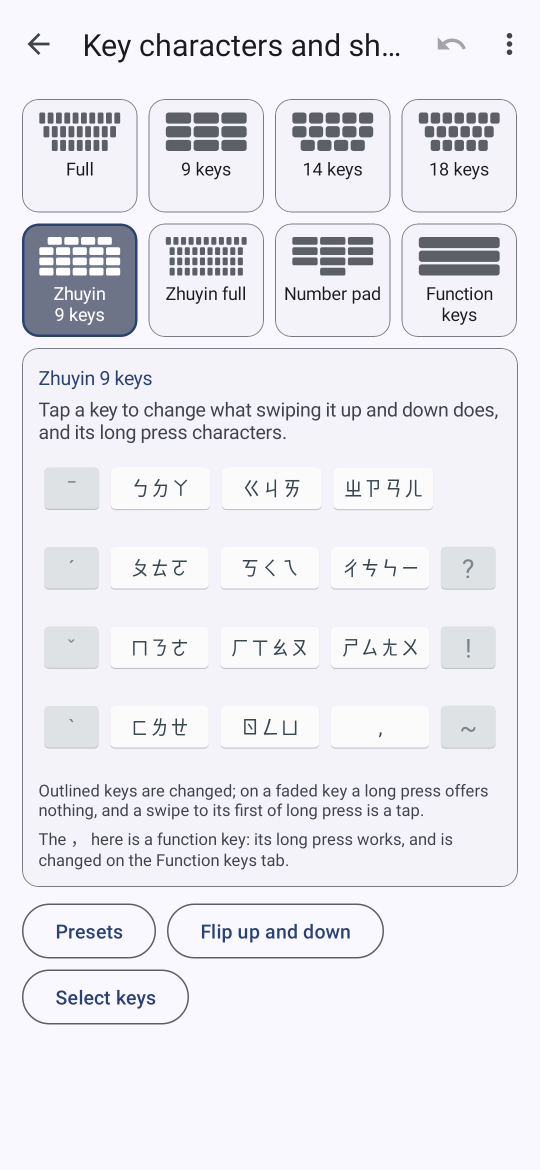 Key characters and sh…
Full
9 keys
14 keys
18 keys
Zhuyin
9 keys
Zhuyin full
Number pad
Function
keys
Zhuyin 9 keys
Tap a key to change what swiping it up and down does,
and its long press characters.
ˉ ㄅㄉㄚ ㄍㄐㄞ ㄓㄗㄢㄦ
ˊ ㄆㄊㄛ ㄎㄑㄟ ㄔㄘㄣㄧ ?
ˇ ㄇㄋㄜ ㄏㄒㄠㄡ ㄕㄙㄤㄨ !
ˋ ㄈㄌㄝ ㄖㄥㄩ , ~
Outlined keys are changed; on a faded key a long press offers
nothing, and a swipe to its first of long press is a tap.
The ， here is a function key: its long press works, and is
changed on the Function keys tab.
Presets
Flip up and down
Select keys